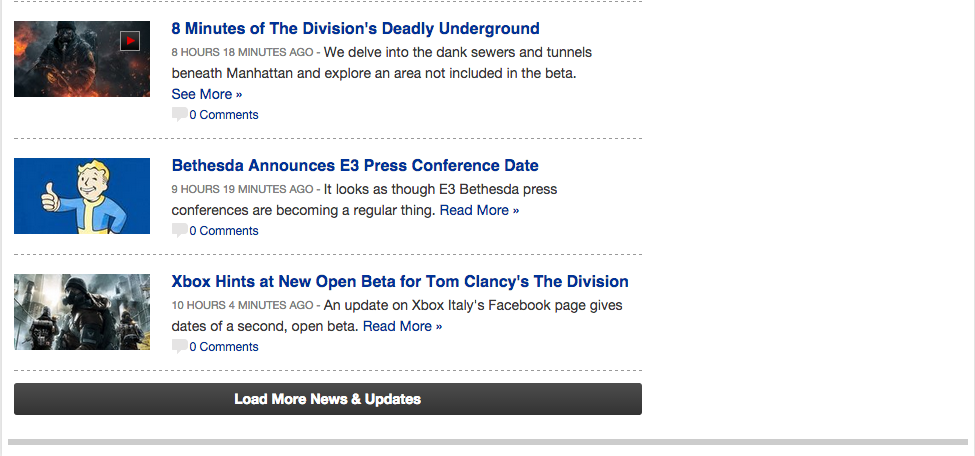 8 Minutes of The Division's Deadly Underground
8 HOURS 18 MINUTES AGO - We delve into the dank sewers and tunnels
beneath Manhattan and explore an area not included in the beta.
See More »
0 Comments
Bethesda Announces E3 Press Conference Date
9 HOURS 19 MINUTES AGO - It looks as though E3 Bethesda press
conferences are becoming a regular thing. Read More »
0 Comments
Xbox Hints at New Open Beta for Tom Clancy's The Division
10 HOURS 4 MINUTES AGO - An update on Xbox Italy's Facebook page gives
dates of a second, open beta. Read More »
0 Comments
Load More News & Updates